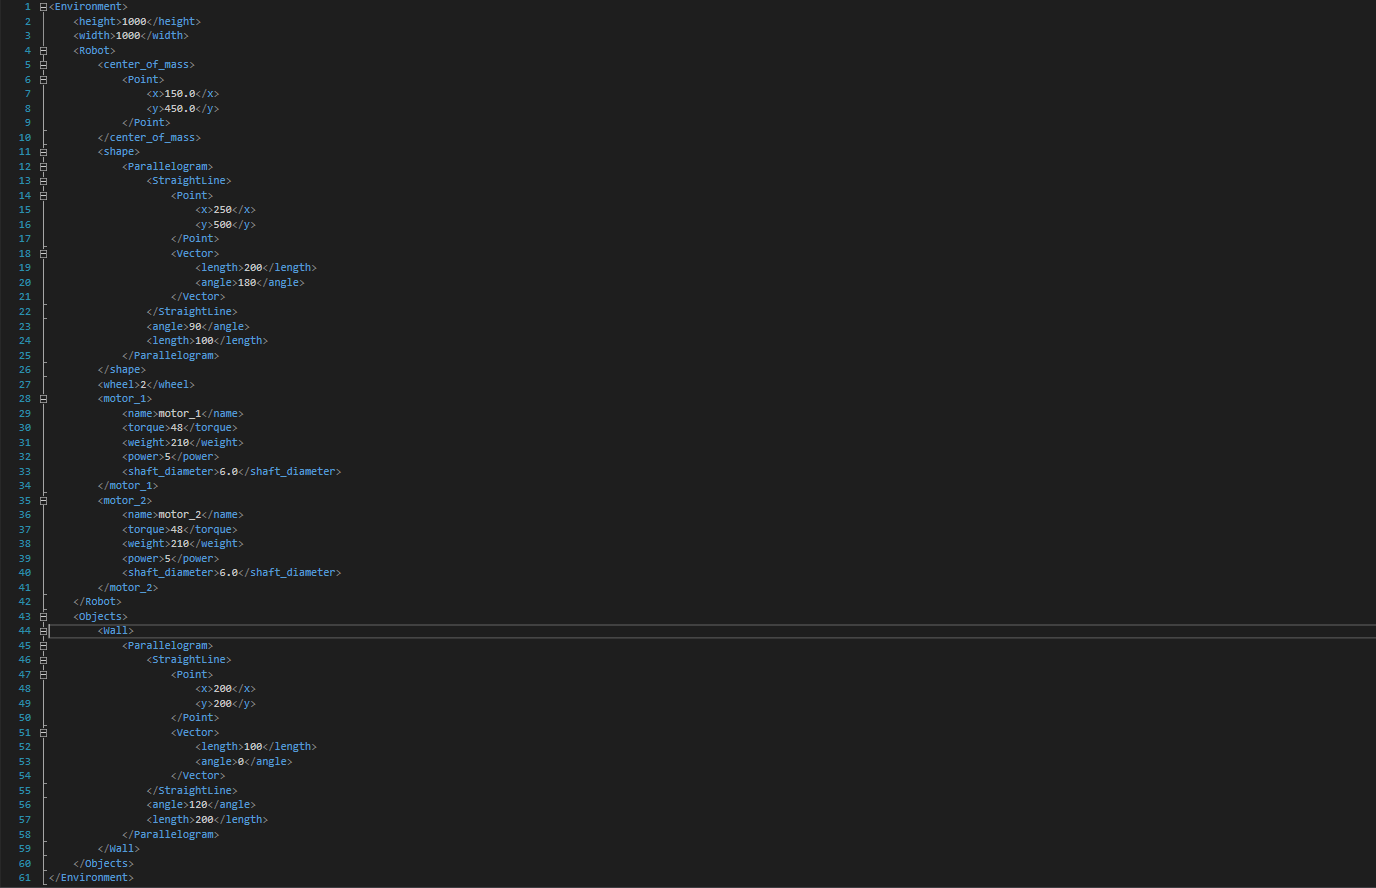 1 <Environment>
2 <height>1000</height>
3 <width>1000</width>
4 <Robot>
5 <center_of_mass>
6 <Point>
7 <x>150.0</x>
8 <y>450.0</y>
9 </Point>
10 </center_of_mass>
11 <shape>
12 <Parallelogram>
13 <StraightLine>
14 <Point>
15 <x>250</x>
16 <y>500</y>
17 </Point>
18 <Vector>
19 <length>200</length>
20 <angle>180</angle>
21 </Vector>
22 </StraightLine>
23 <angle>90</angle>
24 <length>100</length>
25 </Parallelogram>
26 </shape>
27 <wheel>2</wheel>
28 <motor_1>
29 <name>motor_1</name>
30 <torque>48</torque>
31 <weight>210</weight>
32 <power>5</power>
33 <shaft_diameter>6.0</shaft_diameter>
34 </motor_1>
35 <motor_2>
36 <name>motor_2</name>
37 <torque>48</torque>
38 <weight>210</weight>
39 <power>5</power>
40 <shaft_diameter>6.0</shaft_diameter>
41 </motor_2>
42 </Robot>
43 <Objects>
44 <Wall>
45 <Parallelogram>
46 <StraightLine>
47 <Point>
48 <x>200</x>
49 <y>200</y>
50 </Point>
51 <Vector>
52 <length>100</length>
53 <angle>0</angle>
54 </Vector>
55 </StraightLine>
56 <angle>120</angle>
57 <length>200</length>
58 </Parallelogram>
59 </Wall>
60 </Objects>
61 </Environment>